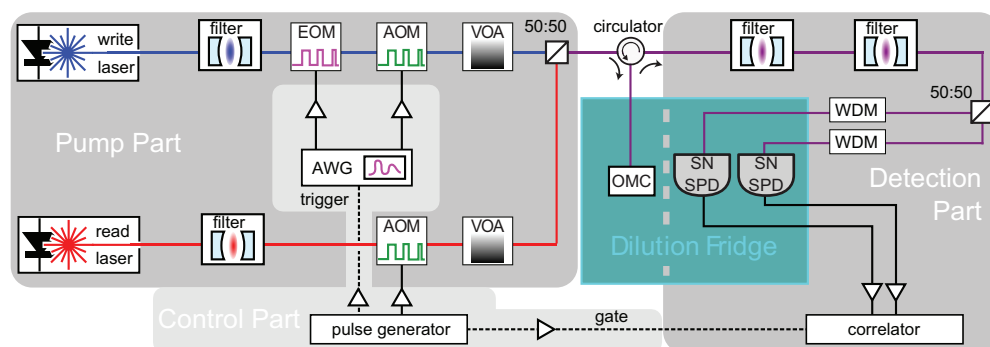 50:50
circulator
filter
EOM
AOM
VOA
filter
filter
write
laser
50:50
WDM
Pump Part
WDM
AWG
SN
SPD
SN
SPD
OMC
Detection
Part
trigger
read
laser
filter
AOM
VOA
Dilution Fridge
Control Part
pulse generator
gate
correlator